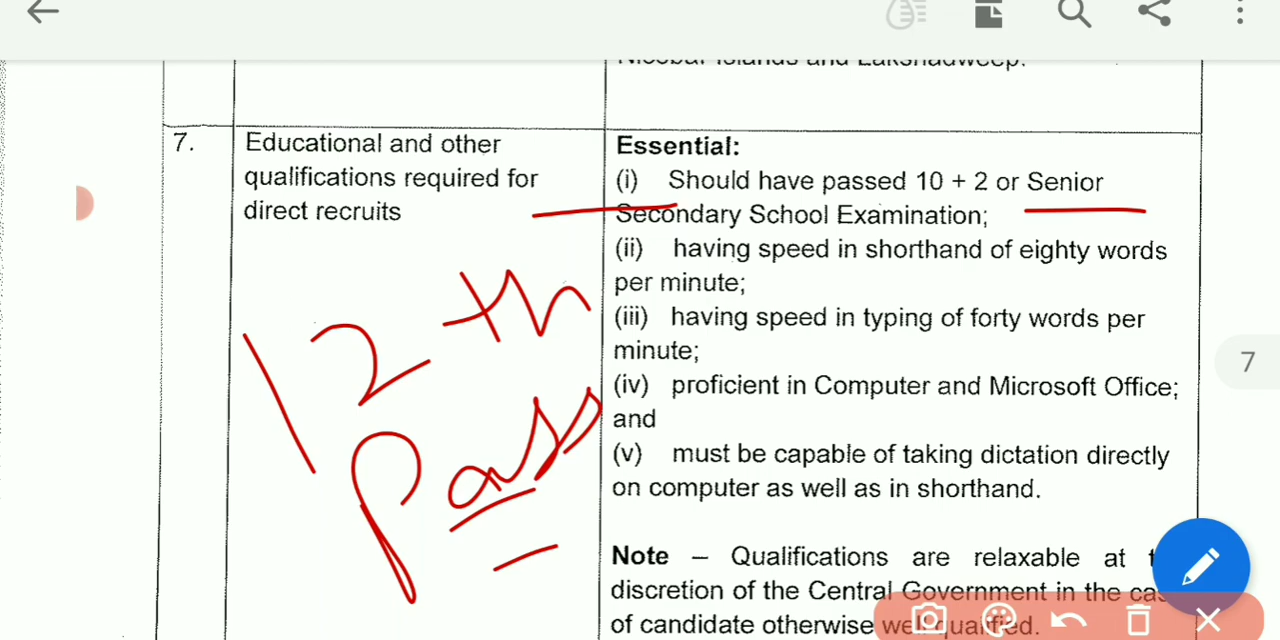 7.
Educational and other
qualifications required for
direct recruits
Essential:
(i) Should have passed 10 + 2 or Senior
Secondary School Examination;
(ii) having speed in shorthand of eighty words
per minute;
(iii) having speed in typing of forty words per
minute;
(iv) proficient in Computer and Microsoft Office;
and
(v) must be capable of taking dictation directly
on computer as well as in shorthand.
Note – Qualifications are relaxable at
discretion of the Central Government in the
of candidate otherwise well qualified.
12th
Pass
7